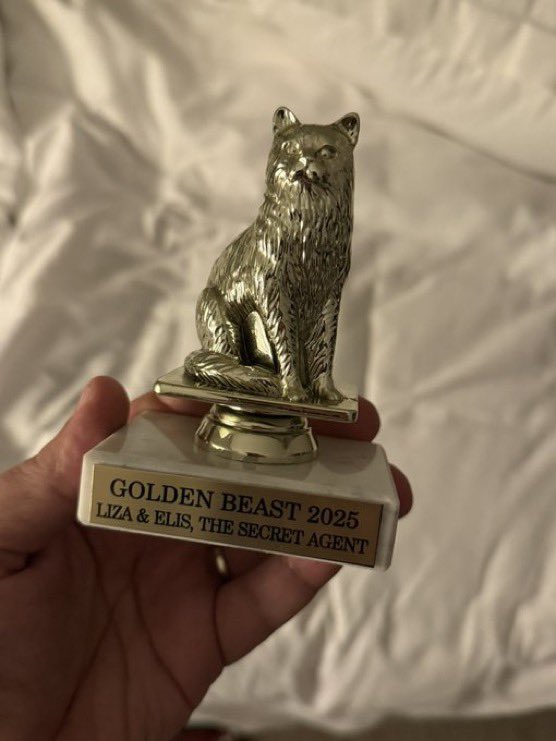 GOLDEN BEAST 2025
LIZA & ELIS, THE SECRET AGENT